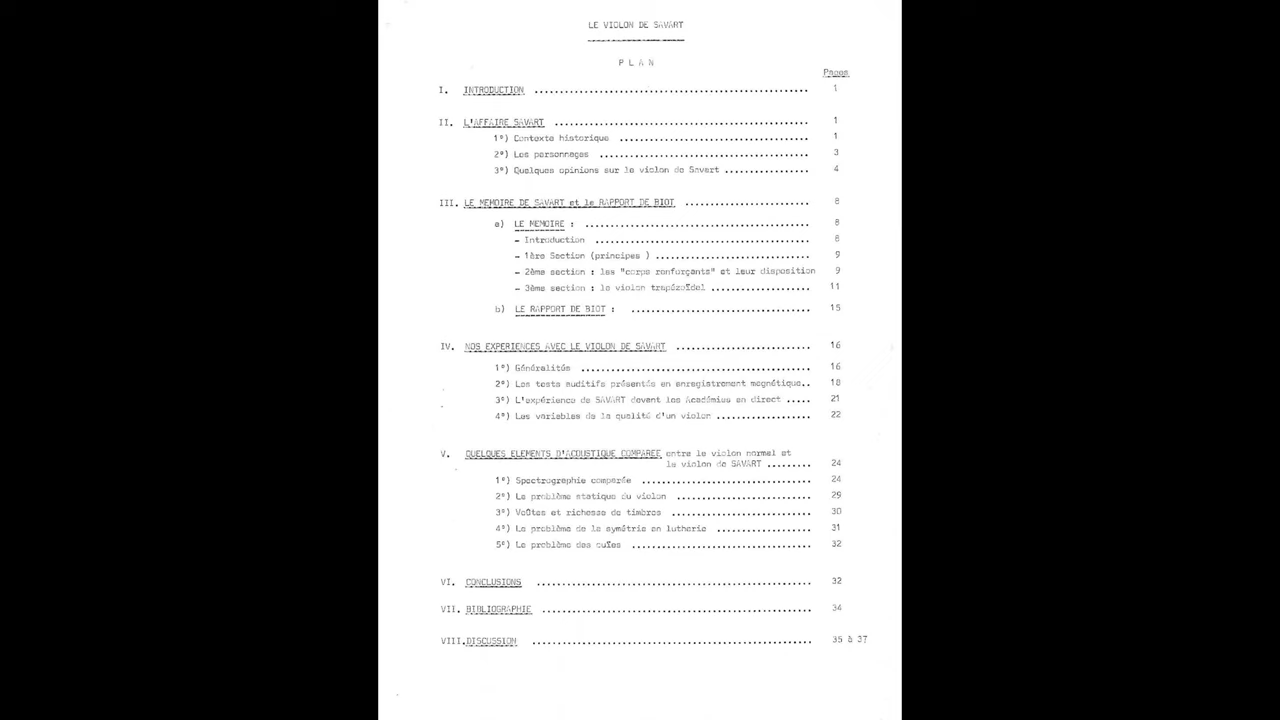 LE VIOLON DE SAVART
P L A N
Pages
I. INTRODUCTION ........ 1
II. L'AFFAIRE SAVART ........ 1
1°) Contexte historique ........ 1
2°) Les personnages ........ 3
3°) Quelques opinions sur le violon de Savart ........ 4
III. LE MEMOIRE DE SAVART et le RAPPORT DE BIOT ........ 8
a) LE MEMOIRE : ........ 8
- Introduction ........ 8
- 1ère Section (principes ) ........ 9
- 2ème section : les "corps renforçants" et leur disposition 9
- 3ème section : le violon trapézoïdel ........ 11
b) LE RAPPORT DE BIOT : ........ 15
IV. NOS EXPERIENCES AVEC LE VIOLON DE SAVART ........ 16
1°) Généralités ........ 16
2°) Les tests auditifs présentés en enregistrement magnétique.. 18
3°) L'expérience de SAVART devant les Académies en direct ..... 21
4°) Les variables de la qualité d'un violon ........ 22
V. QUELQUES ELEMENTS D'ACOUSTIQUE COMPAREE entre le violon normal et
le violon de SAVART ........ 24
1°) Spectrographie comparée ........ 24
2°) Le problème statique du violon ........ 29
3°) Voûtes et richesse de timbres ........ 30
4°) Le problème de la symétrie en lutherie ........ 31
5°) Le problème des ouïes ........ 32
VI. CONCLUSIONS ........ 32
VII. BIBLIOGRAPHIE ........ 34
VIII. DISCUSSION ........ 35 à 37